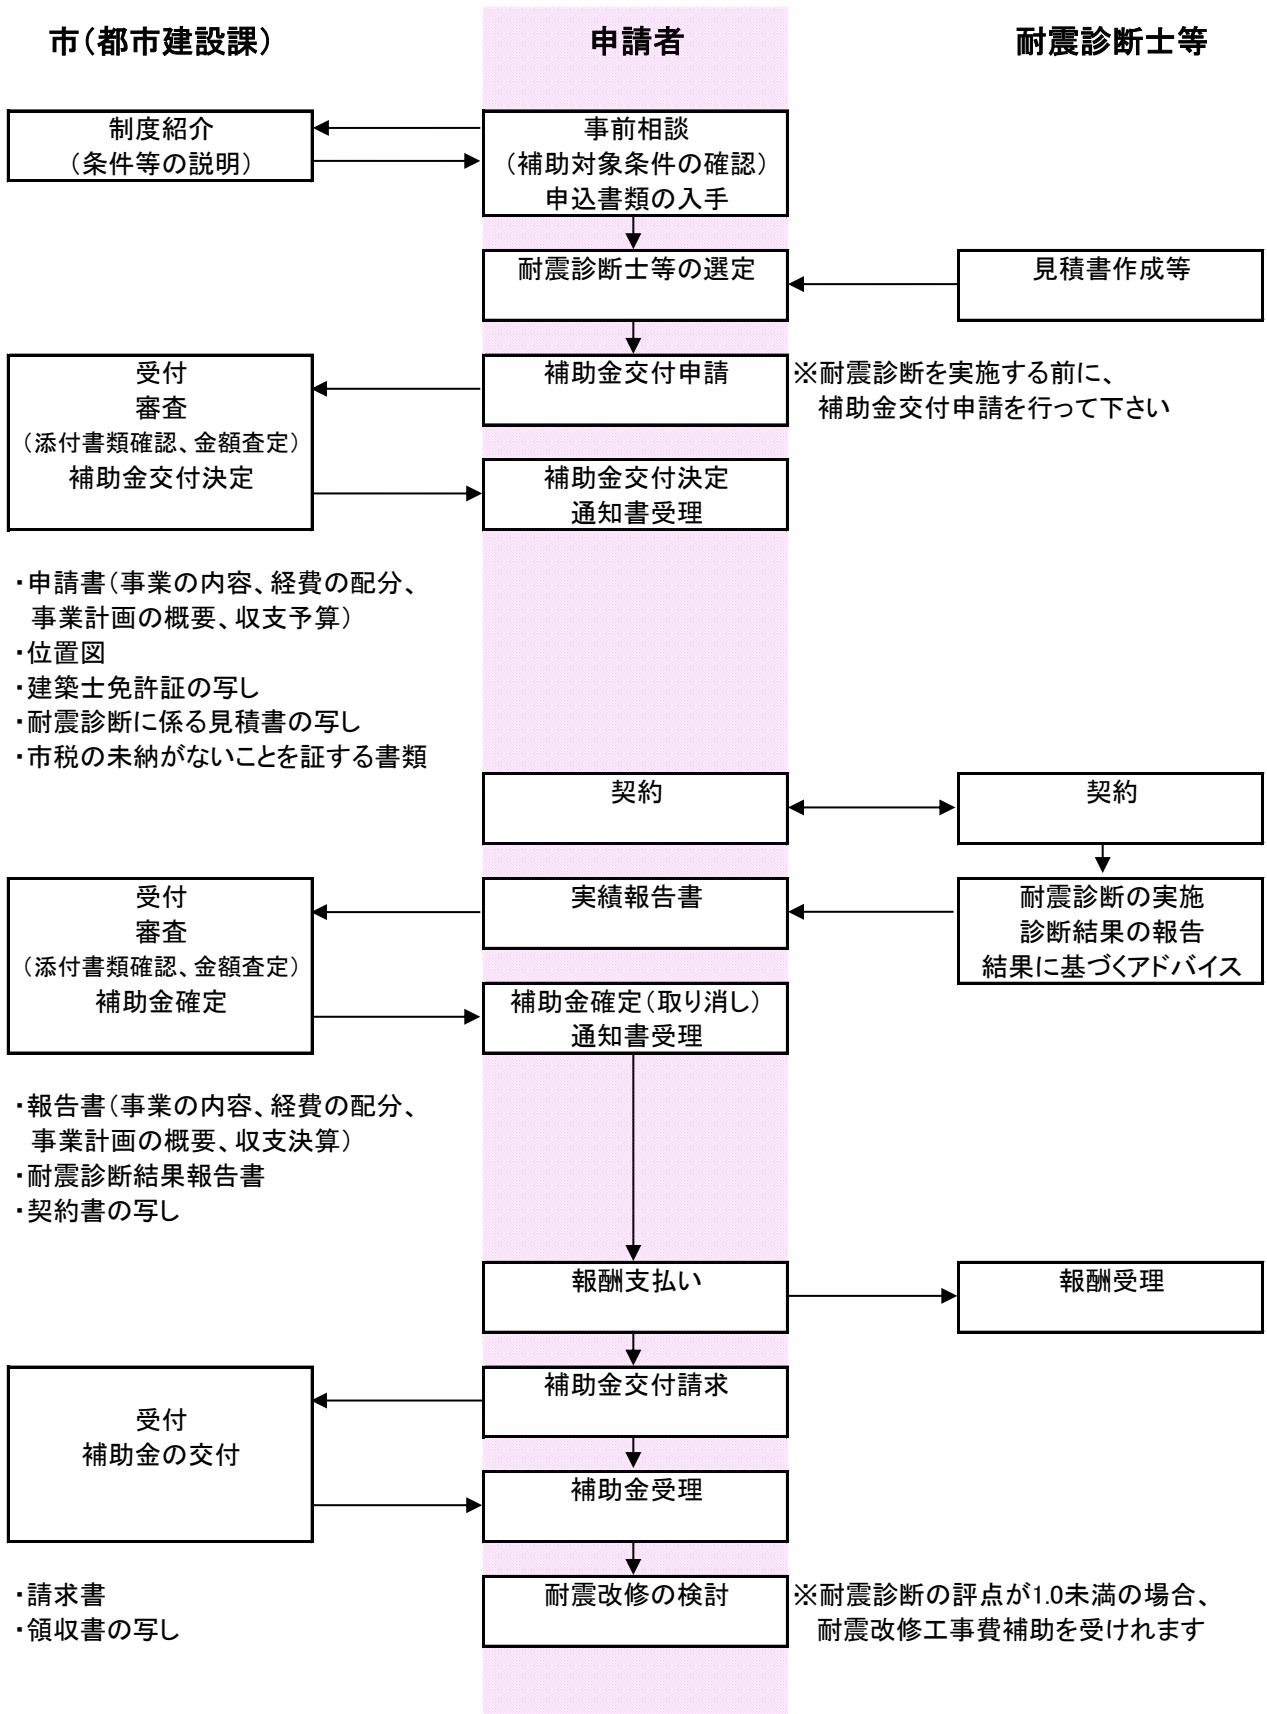 市（都市建設課）
申請者
耐震診断士等
制度紹介
（条件等の説明）
事前相談
（補助対象条件の確認）
申込書類の入手
耐震診断士等の選定
見積書作成等
受付
審査
（添付書類確認、金額査定）
補助金交付決定
補助金交付申請
※耐震診断を実施する前に、
補助金交付申請を行って下さい
補助金交付決定
通知書受理
・申請書（事業の内容、経費の配分、
事業計画の概要、収支予算）
・位置図
・建築士免許証の写し
・耐震診断に係る見積書の写し
・市税の未納がないことを証する書類
契約
契約
受付
審査
（添付書類確認、金額査定）
補助金確定
実績報告書
耐震診断の実施
診断結果の報告
結果に基づくアドバイス
補助金確定（取り消し）
通知書受理
・報告書（事業の内容、経費の配分、
事業計画の概要、収支決算）
・耐震診断結果報告書
・契約書の写し
報酬支払い
報酬受理
受付
補助金の交付
補助金交付請求
補助金受理
・請求書
・領収書の写し
耐震改修の検討
※耐震診断の評点が1.0未満の場合、
耐震改修工事費補助を受けれます